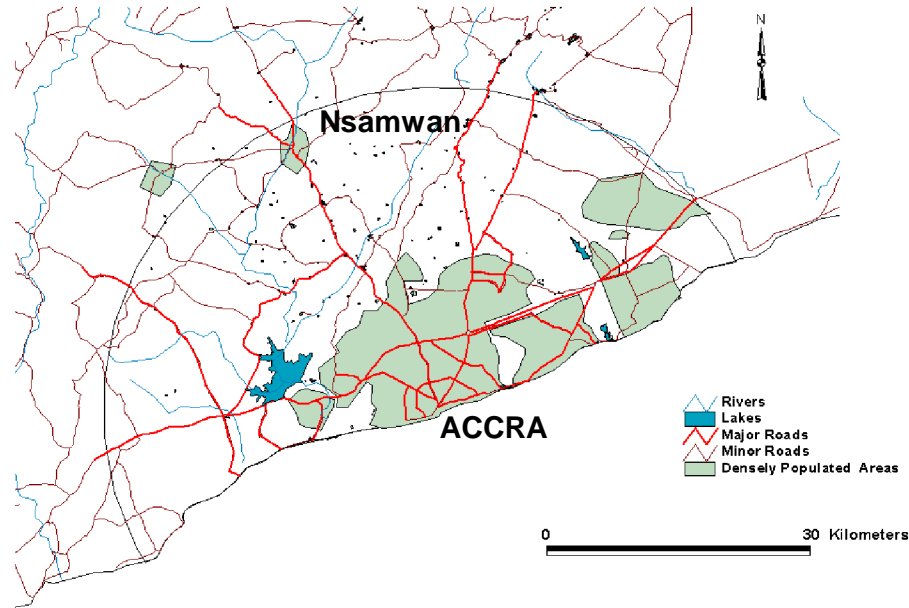 N
Nsamwan
ACCRA
Rivers
Lakes
Major Roads
Minor Roads
Densely Populated Areas
0 30 Kilometers